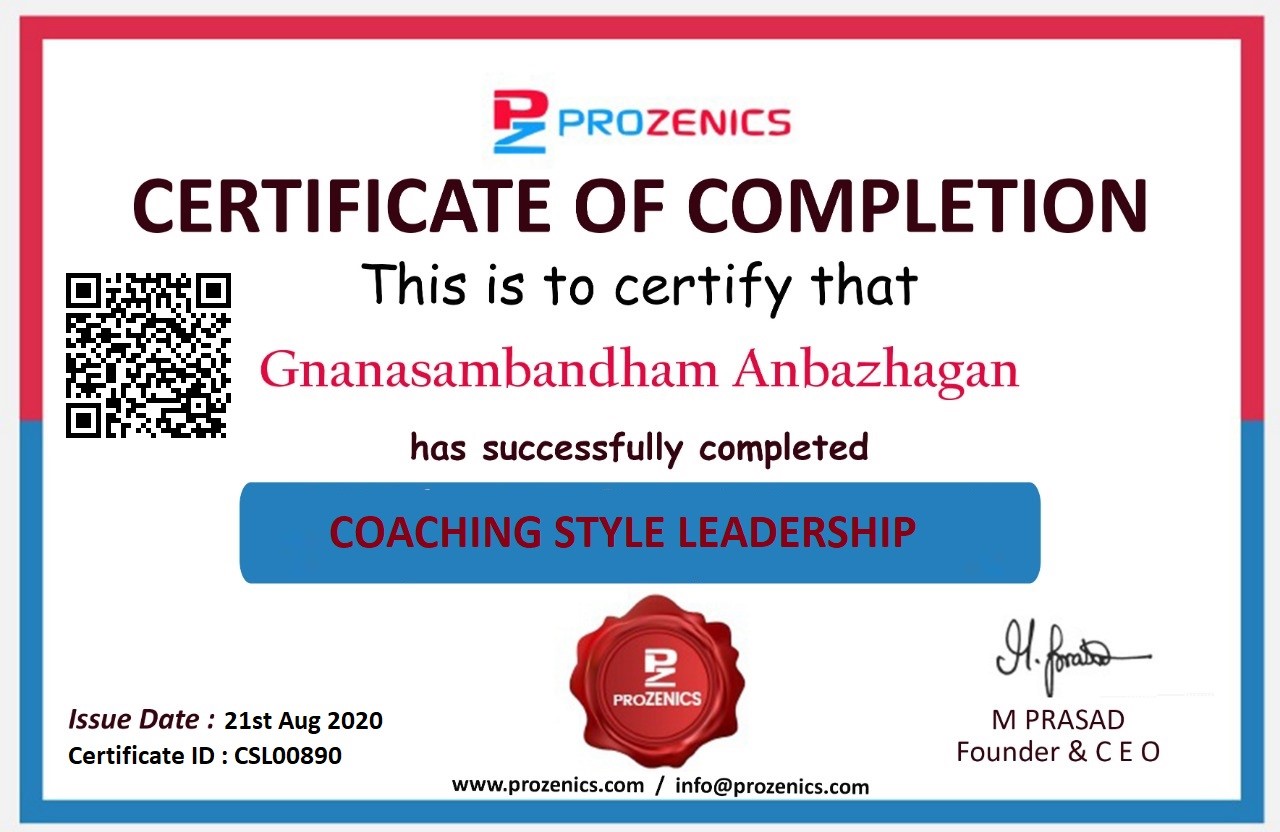 PZ PROZENICS
CERTIFICATE OF COMPLETION
This is to certify that
Gnanasambandham Anbazhagan
has successfully completed
COACHING STYLE LEADERSHIP
PZ
PROZENICS
M. Prasad
M PRASAD
Founder & C E O
Issue Date : 21st Aug 2020
Certificate ID : CSL00890
www.prozenics.com / info@prozenics.com